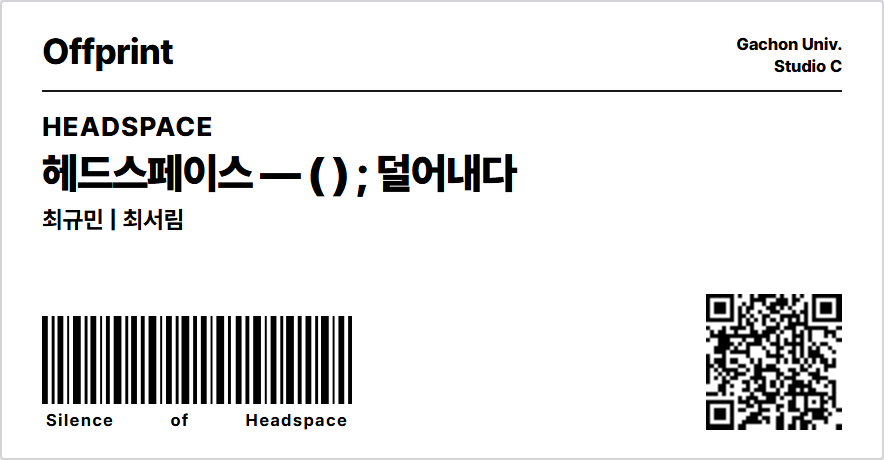 Offprint
Gachon Univ.
Studio C
HEADSPACE
헤드스페이스 — ( ) ; 덜어내다
최규민 | 최서림
Silence of Headspace